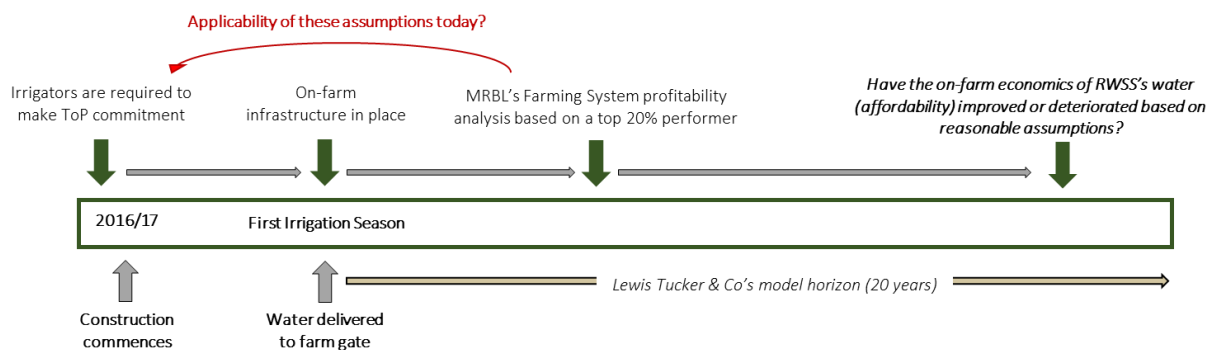 Applicability of these assumptions today?
Irrigators are required to
make ToP commitment
On-farm
infrastructure in place
MRBL's Farming System profitability
analysis based on a top 20% performer
Have the on-farm economics of RWSS's water
(affordability) improved or deteriorated based on
reasonable assumptions?
2016/17
First Irrigation Season
Lewis Tucker & Co's model horizon (20 years)
Construction
commences
Water delivered
to farm gate